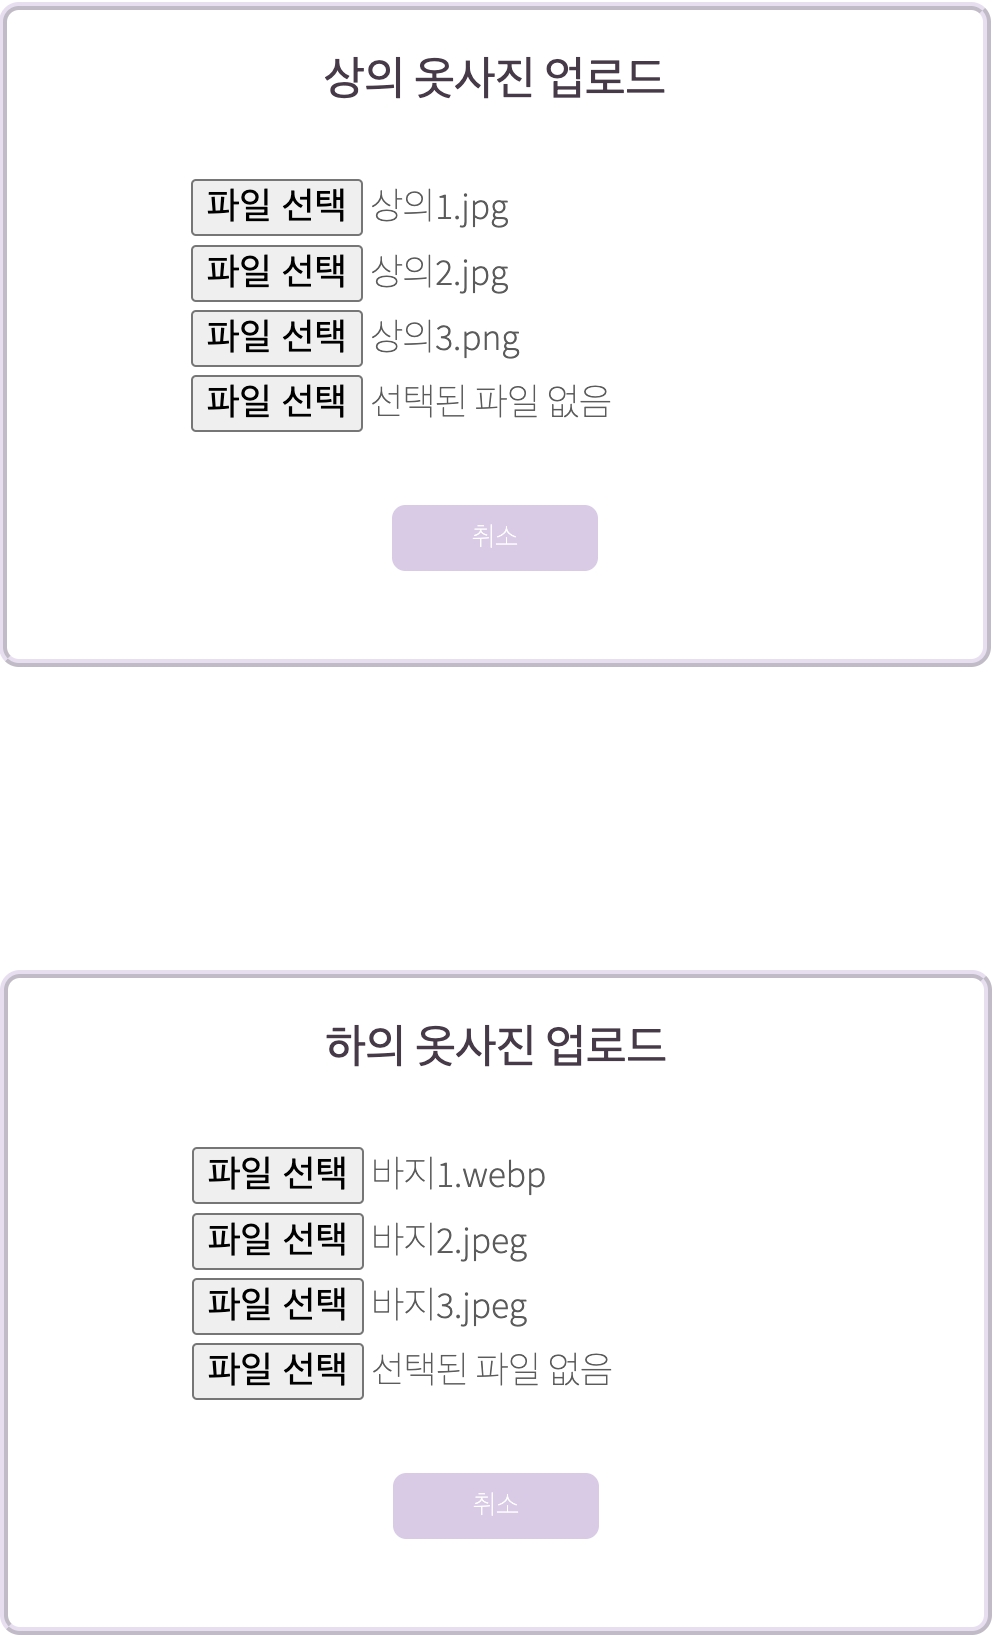 상의 옷사진 업로드
파일 선택 상의1.jpg
파일 선택 상의2.jpg
파일 선택 상의3.png
파일 선택 선택된 파일 없음
취소
하의 옷사진 업로드
파일 선택 바지1.webp
파일 선택 바지2.jpeg
파일 선택 바지3.jpeg
파일 선택 선택된 파일 없음
취소